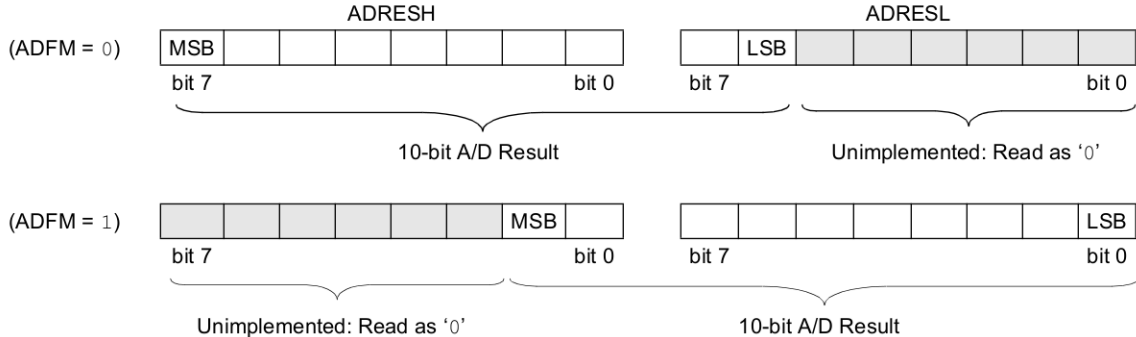 ADRESH ADRESL
(ADFM = 0) MSB LSB
bit 7 bit 0 bit 7 bit 0
10-bit A/D Result Unimplemented: Read as ‘0’
(ADFM = 1) MSB LSB
bit 7 bit 0 bit 7 bit 0
Unimplemented: Read as ‘0’ 10-bit A/D Result